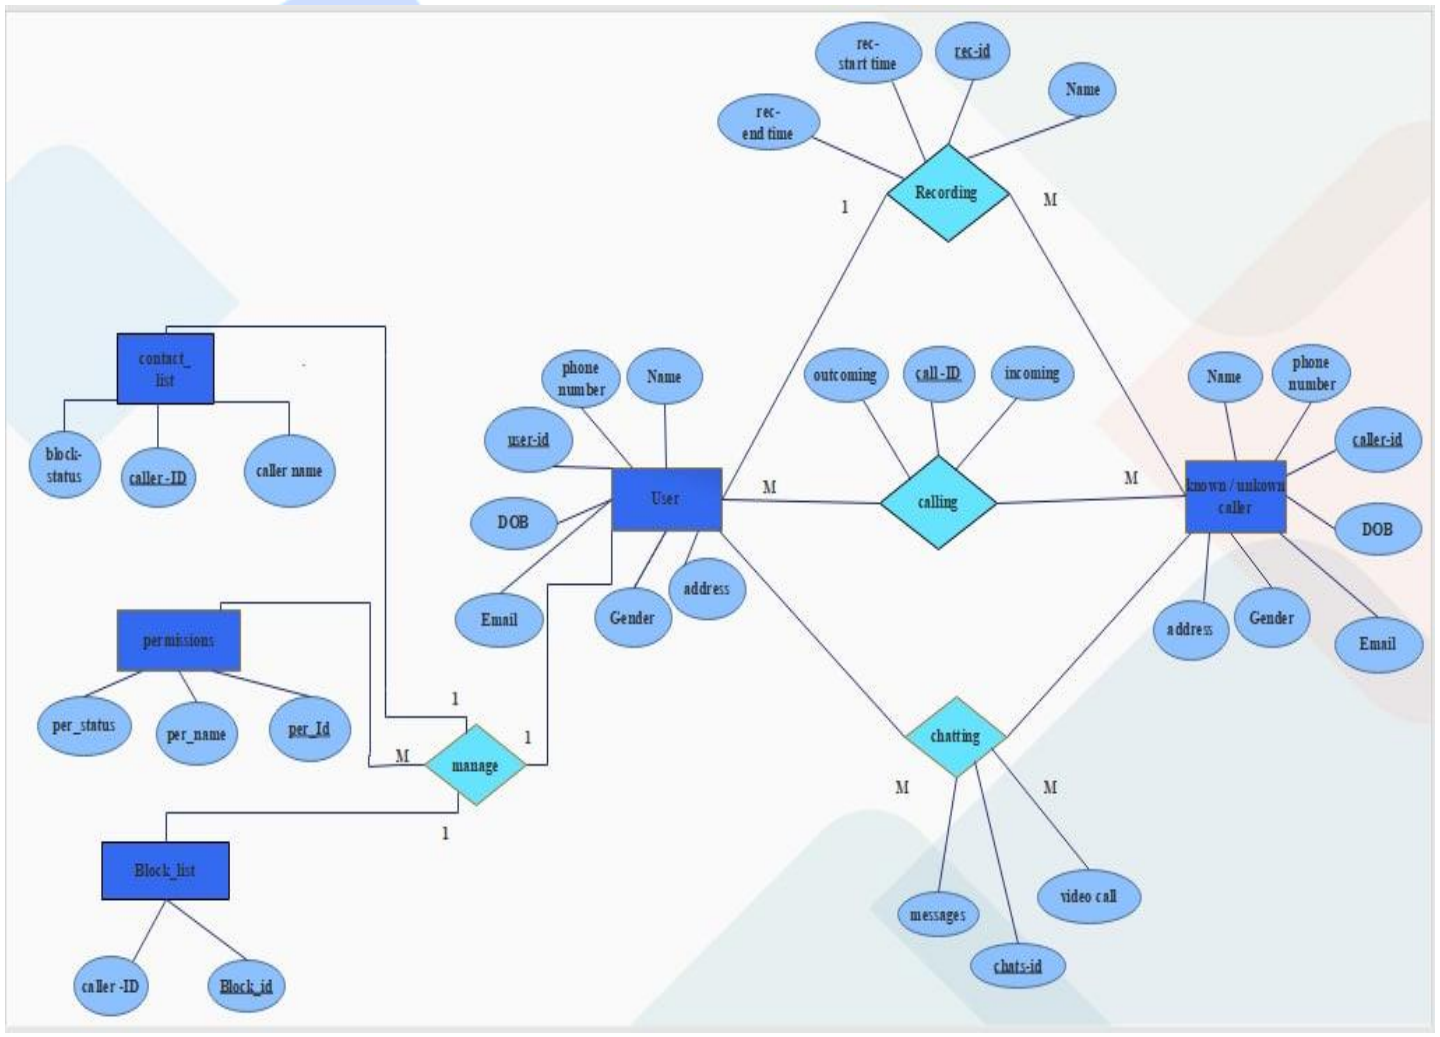 rec-
start time
rec-id
Name
rec-
end time
Recording
1
M
contact_
list
block-
status
caller -ID
caller name
phone
number
Name
user-id
User
DOB
Email
Gender
address
outcoming
call -ID
incoming
M
calling
M
Name
phone
number
caller-id
known / unkown
caller
DOB
address
Gender
Email
permissions
per_status
per_name
per_Id
1
M
manage
1
1
Block_list
caller -ID
Block_id
chatting
M
M
messages
chats-id
video call